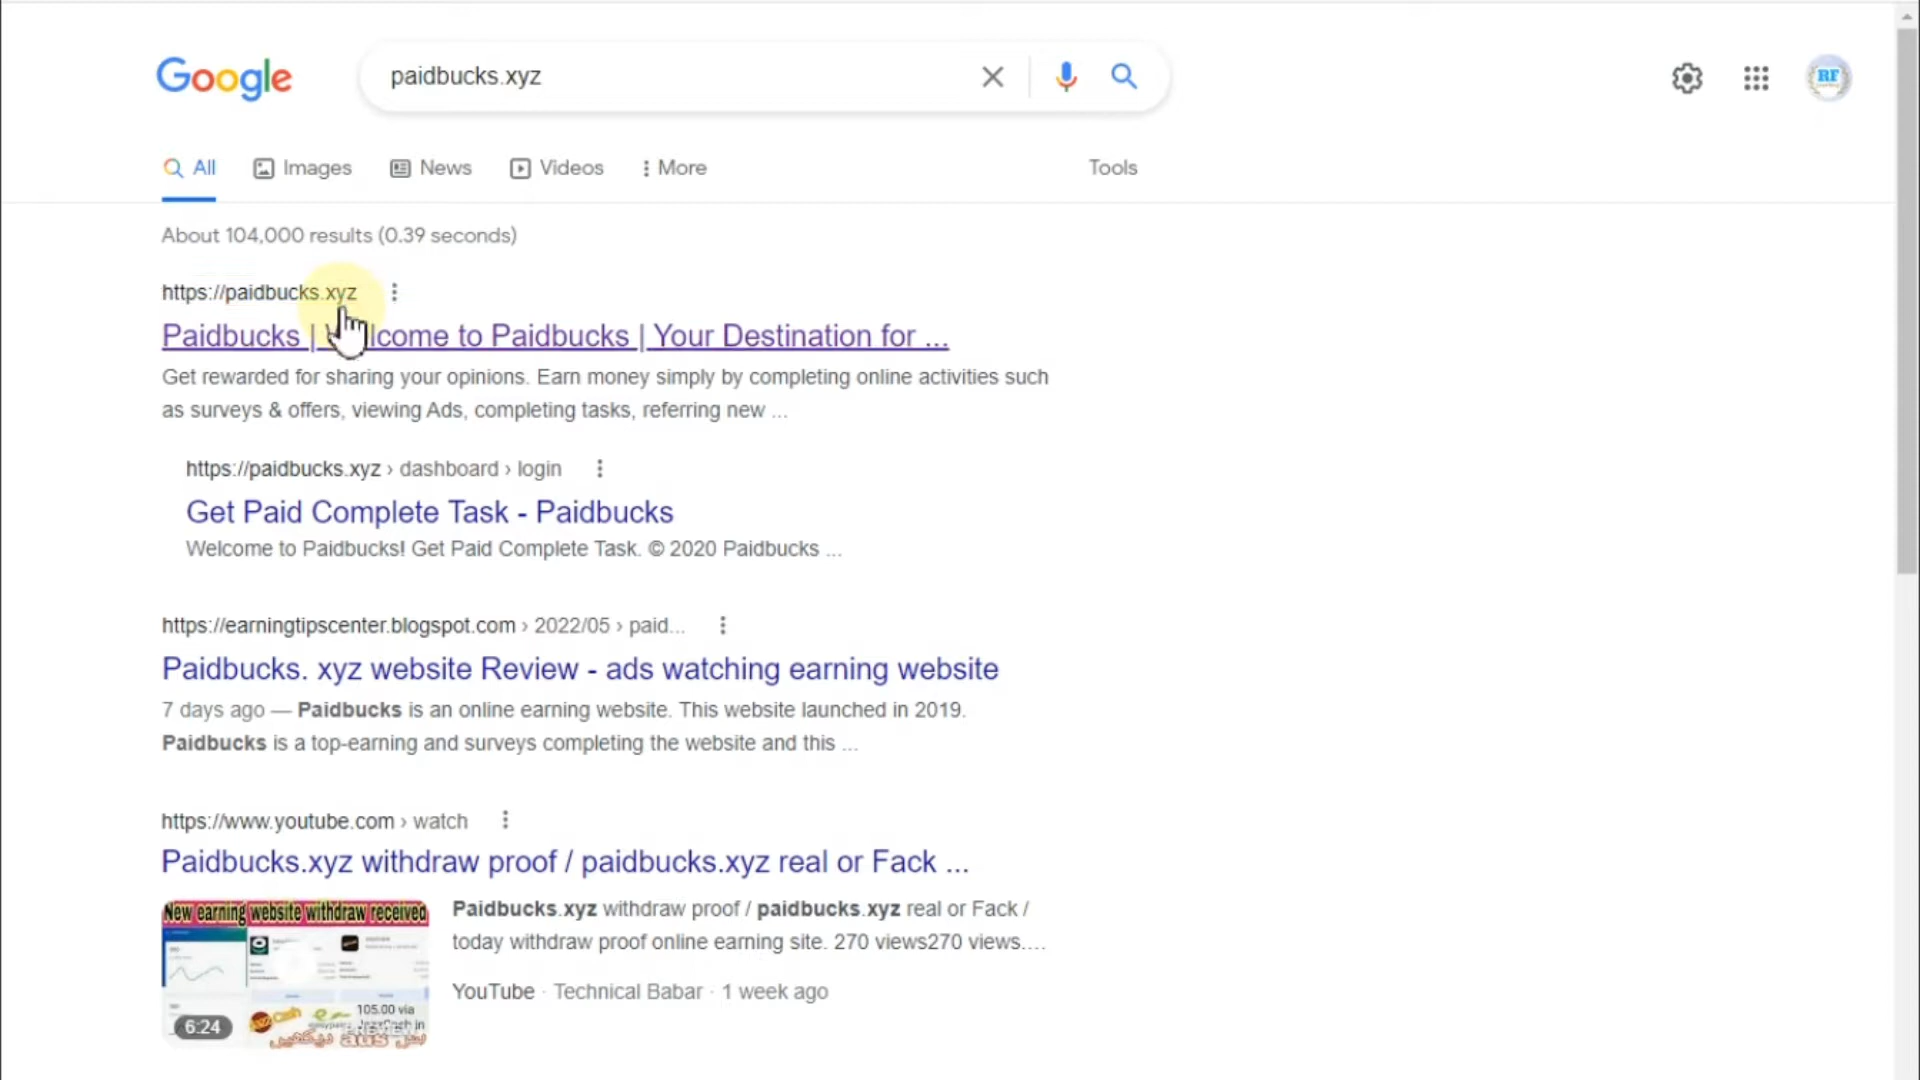 Google
paidbucks.xyz
RF
All
Images
News
Videos
More
Tools
About 104,000 results (0.39 seconds)
https://paidbucks.xyz
Paidbucks | Welcome to Paidbucks | Your Destination for ...
Get rewarded for sharing your opinions. Earn money simply by completing online activities such
as surveys & offers, viewing Ads, completing tasks, referring new ...
https://paidbucks.xyz › dashboard › login
Get Paid Complete Task - Paidbucks
Welcome to Paidbucks! Get Paid Complete Task. © 2020 Paidbucks ...
https://earningtipscenter.blogspot.com › 2022/05 › paid...
Paidbucks. xyz website Review - ads watching earning website
7 days ago — Paidbucks is an online earning website. This website launched in 2019.
Paidbucks is a top-earning and surveys completing the website and this ...
https://www.youtube.com › watch
Paidbucks.xyz withdraw proof / paidbucks.xyz real or Fack ...
New earning website withdraw received
105.00 via
6:24
Paidbucks.xyz withdraw proof / paidbucks.xyz real or Fack /
today withdraw proof online earning site. 270 views270 views....
YouTube · Technical Babar · 1 week ago